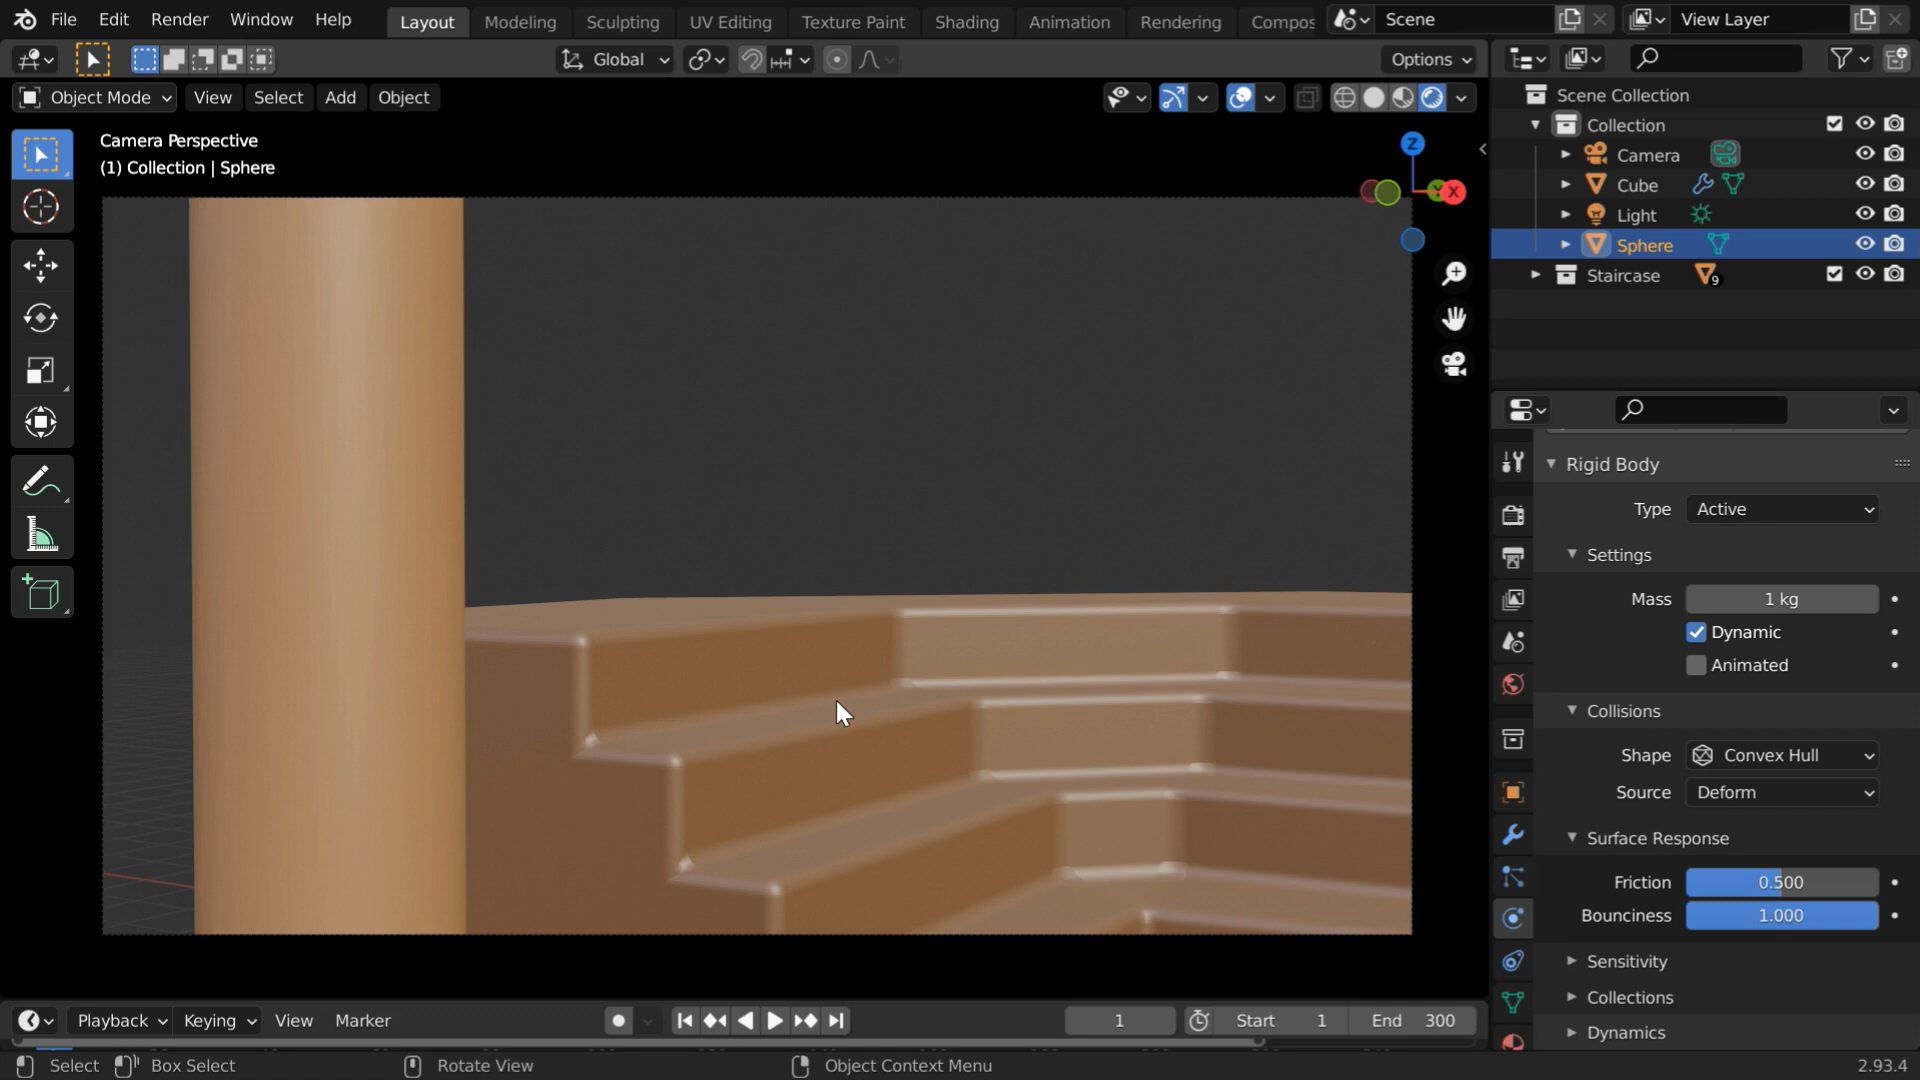 File Edit Render Window Help Layout Modeling Sculpting UV Editing Texture Paint Shading Animation Rendering Compos Scene View Layer
Global Options
Object Mode View Select Add Object
Camera Perspective
(1) Collection | Sphere
Z
Y
X
Scene Collection
Collection
Camera
Cube
Light
Sphere
Staircase 9
Rigid Body
Type Active
Settings
Mass 1 kg
Dynamic
Animated
Collisions
Shape Convex Hull
Source Deform
Surface Response
Friction 0.500
Bounciness 1.000
Sensitivity
Collections
Dynamics
Playback Keying View Marker 1 Start 1 End 300
Select Box Select Rotate View Object Context Menu 2.93.4